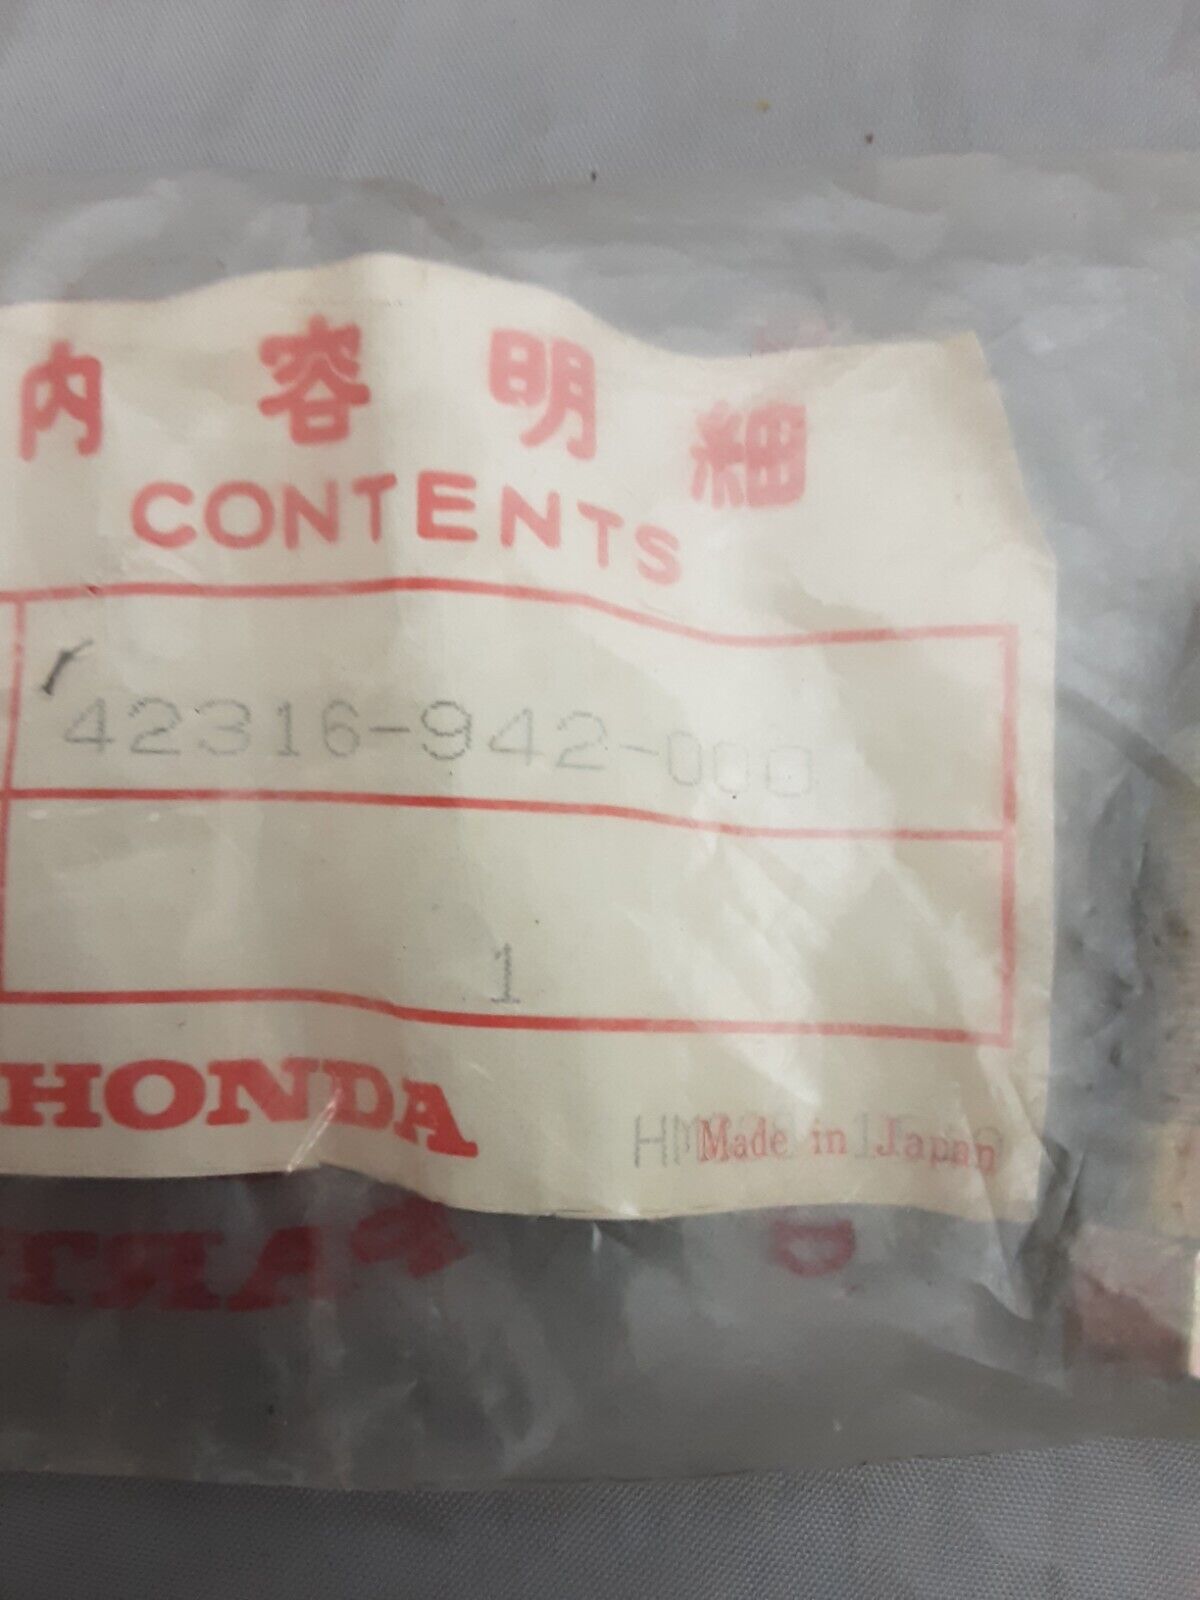 内容明細
CONTENTS
42316-942-000
1
HONDA
Made in Japan